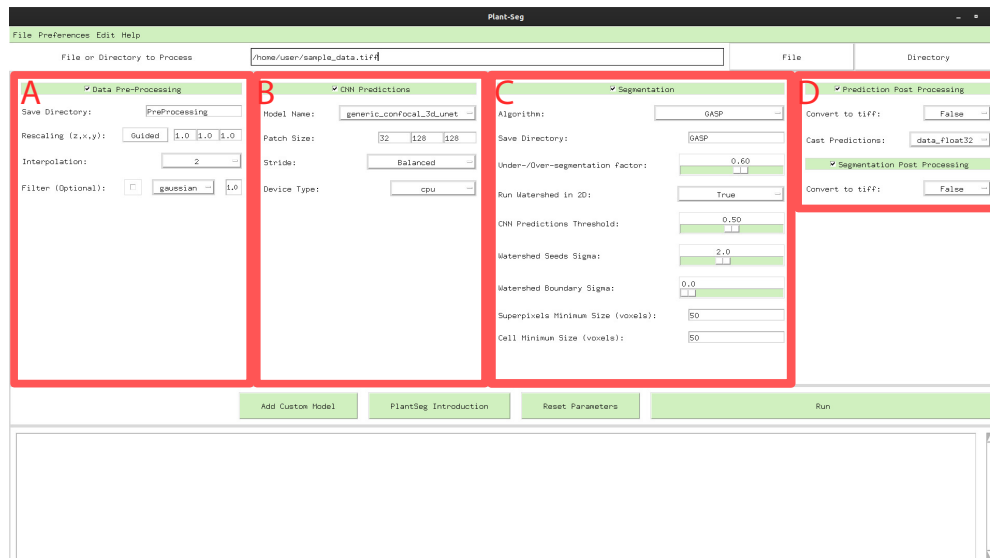 Plant-Seg
File Preferences Edit Help
File or Directory to Process
/home/user/sample_data.tiff
File
Directory
A
Data Pre-Processing
Save Directory: PreProcessing
Rescaling (z,x,y): Guided 1.0 1.0 1.0
Interpolation: 2
Filter (Optional): gaussian 1.0
B
CNN Predictions
Model Name: generic_confocal_3d_unet
Patch Size: 32 128 128
Stride: Balanced
Device Type: cpu
C
Segmentation
Algorithm: GASP
Save Directory: GASP
Under-/Over-segmentation factor: 0.60
Run Watershed in 2D: True
CNN Predictions Threshold: 0.50
Watershed Seeds Sigma: 2.0
Watershed Boundary Sigma: 0.0
Superpixels Minimum Size (voxels): 50
Cell Minimum Size (voxels): 50
D
Prediction Post Processing
Convert to tiff: False
Cast Predictions: data_float32
Segmentation Post Processing
Convert to tiff: False
Add Custom Model
PlantSeg Introduction
Reset Parameters
Run